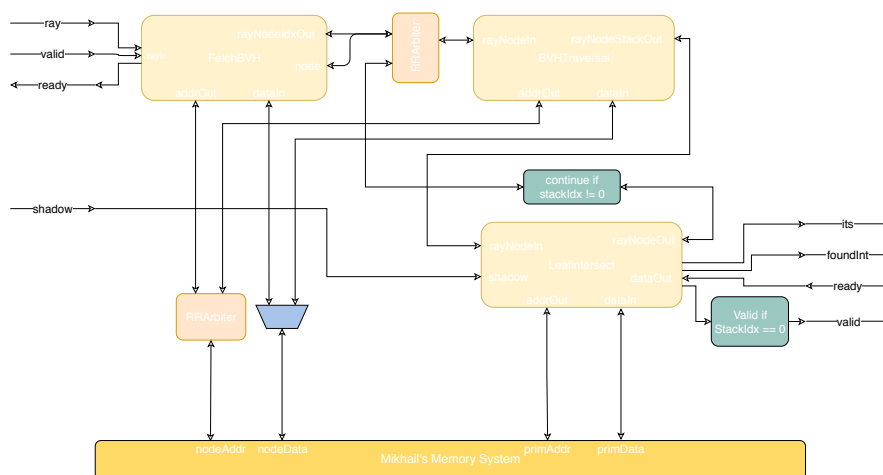 ray
valid
ready
shadow
rayNodeIdxOut
rayIn
FetchBVH
node
addrOut
dataIn
RRArbiter
rayNodeIn
rayNodeStackOut
BVHTraversal
addrOut
dataIn
continue if
stackIdx != 0
rayNodeIn
rayNodeOut
LeafIntersect
shadow
dataOut
addrOut
dataIn
its
foundInt
ready
valid
Valid if
StackIdx == 0
RRArbiter
nodeAddr
nodeData
primAddr
primData
Mikhail's Memory System